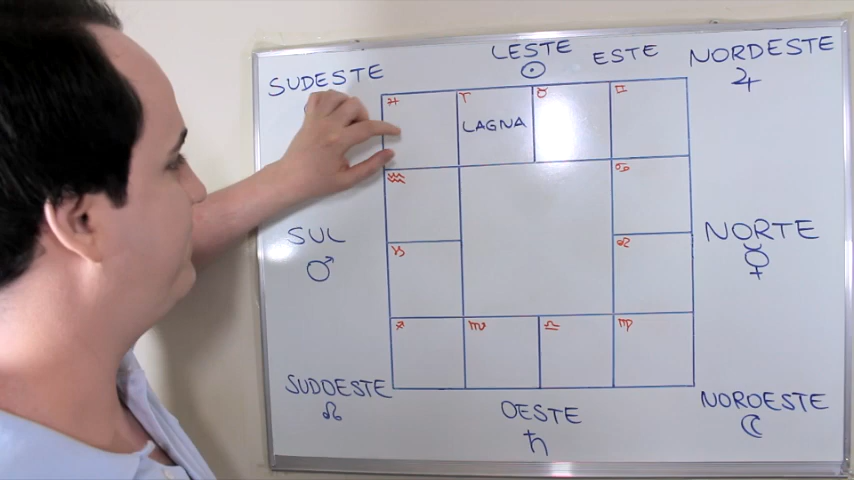 SUDESTE
LESTE
☉
ESTE
NORDESTE
♃
♓
♈
LAGNA
♉
♊
♒
♋
SUL
♂
♑
♌
NORTE
☿
♐
♏
♎
♍
SUDOESTE
☊
OESTE
♄
NOROESTE
☾